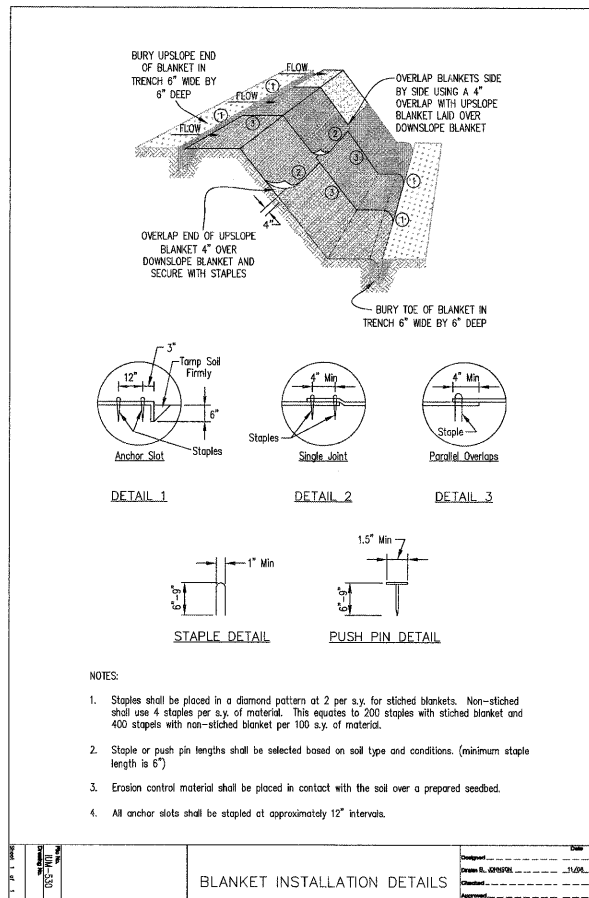 BURY UPSLOPE END
OF BLANKET IN
TRENCH 6" WIDE BY
6" DEEP
FLOW
FLOW
FLOW
OVERLAP BLANKETS SIDE
BY SIDE USING A 4"
OVERLAP WITH UPSLOPE
BLANKET LAID OVER
DOWNSLOPE BLANKET
1
1
1
3
2
3
2
3
1
1
4"
OVERLAP END OF UPSLOPE
BLANKET 4" OVER
DOWNSLOPE BLANKET AND
SECURE WITH STAPLES
BURY TOE OF BLANKET IN
TRENCH 6" WIDE BY 6" DEEP
3"
12"
Tamp Soil
Firmly
6"
Staples
Anchor Slot
DETAIL 1
4" Min
Staples
Single Joint
DETAIL 2
4" Min
Staple
Parallel Overlaps
DETAIL 3
1" Min
6"-9"
STAPLE DETAIL
1.5" Min
6"-9"
PUSH PIN DETAIL
NOTES:
1. Staples shall be placed in a diamond pattern at 2 per s.y. for stiched blankets. Non-stiched
shall use 4 staples per s.y. of material. This equates to 200 staples with stiched blanket and
400 stapels with non-stiched blanket per 100 s.y. of material.
2. Staple or push pin lengths shall be selected based on soil type and conditions. (minimum staple
length is 6")
3. Erosion control material shall be placed in contact with the soil over a prepared seedbed.
4. All anchor slots shall be stapled at approximately 12" intervals.
File No.
IUM-530
Drawing No.
Sheet 1 of 1
BLANKET INSTALLATION DETAILS
Date
Designed
Drawn B. JOHNSON 11/08
Checked
Approved